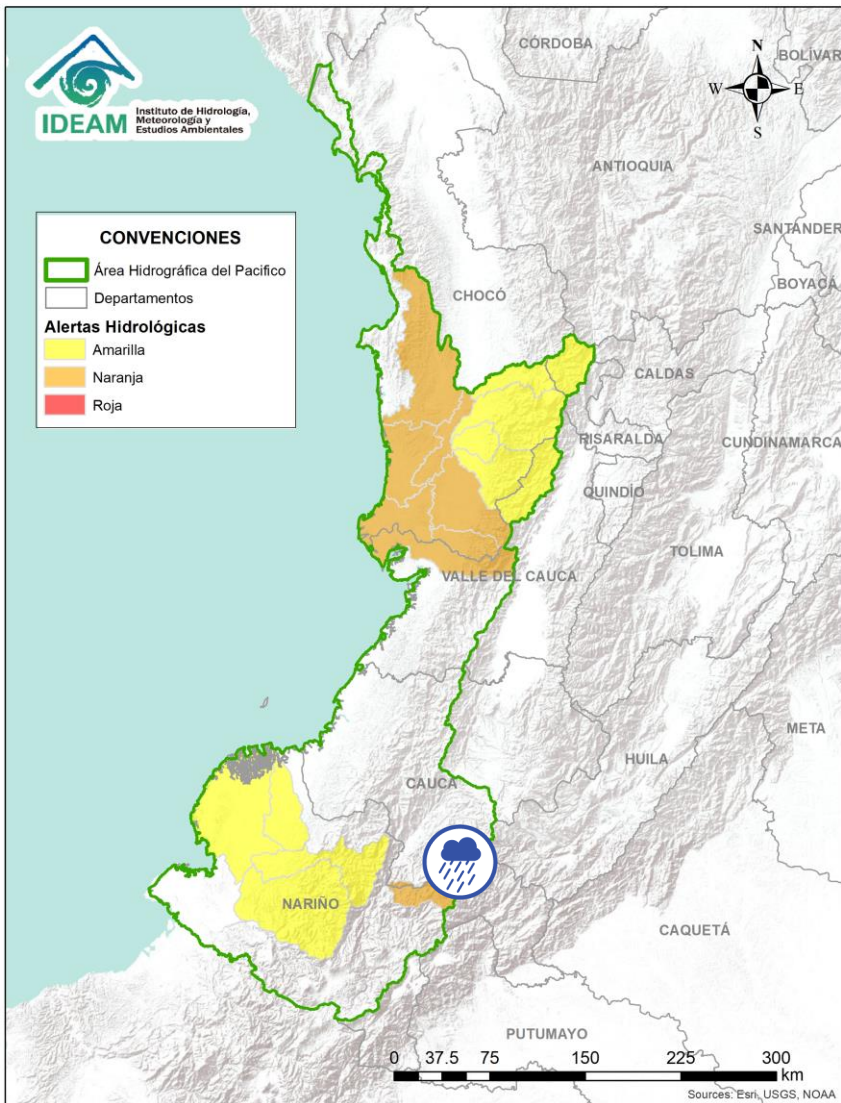 IDEAM
Instituto de Hidrología,
Meteorología y
Estudios Ambientales
CÓRDOBA
BOLÍVAR
N
W
E
S
ANTIOQUIA
SANTANDER
BOYACÁ
CONVENCIONES
Área Hidrográfica del Pacifico
Departamentos
Alertas Hidrológicas
Amarilla
Naranja
Roja
CHOCÓ
CALDAS
RISARALDA
CUNDINAMARCA
QUINDÍO
TOLIMA
VALLE DEL CAUCA
META
HUILA
CAUCA
NARIÑO
CAQUETÁ
PUTUMAYO
0 37.5 75 150 225 300
km
Sources: Esri, USGS, NOAA